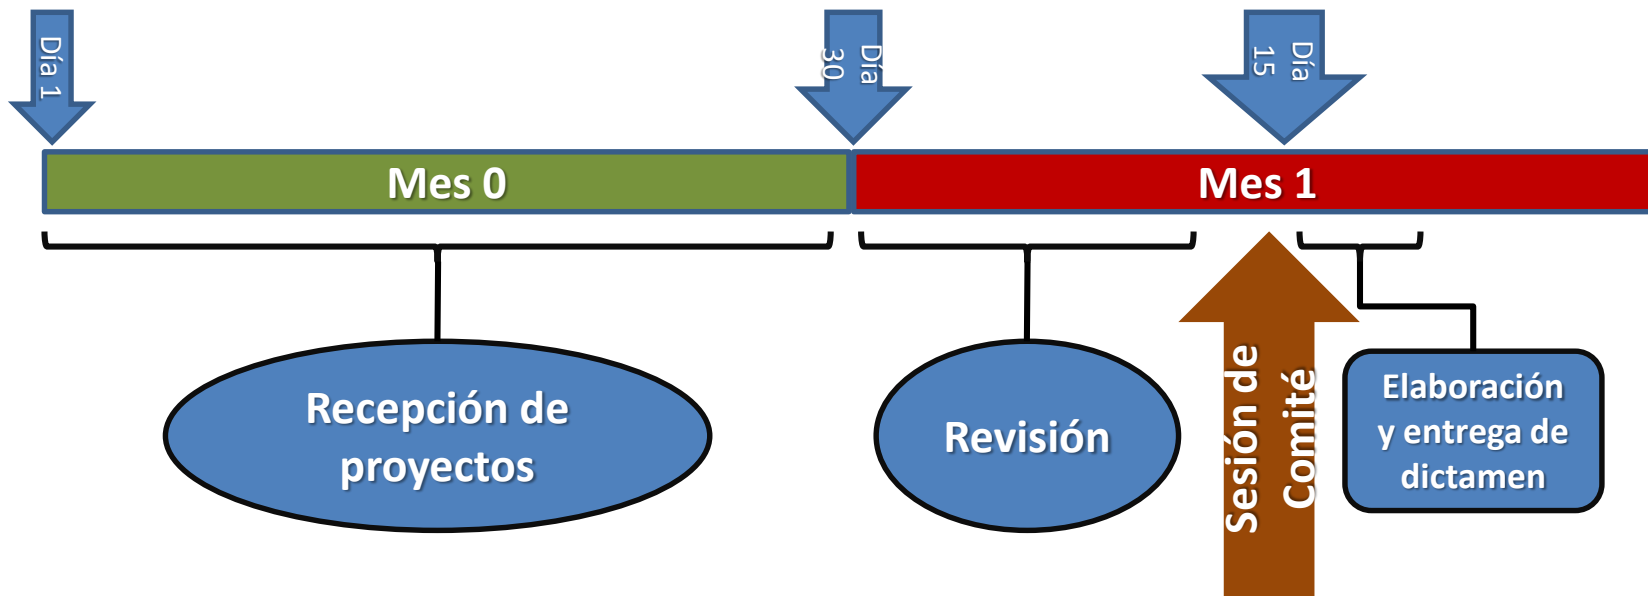 Día 1
Día
30
Día
15
Mes 0
Mes 1
Recepción de
proyectos
Revisión
Sesión de
Comité
Elaboración
y entrega de
dictamen